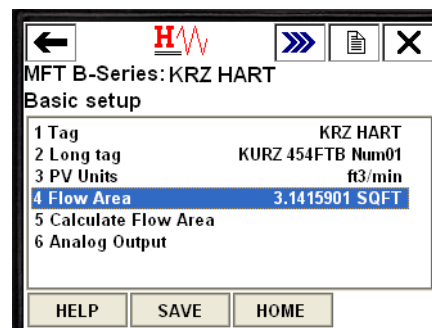 H
MFT B-Series: KRZ HART
Basic setup
1 Tag KRZ HART
2 Long tag KURZ 454FTB Num01
3 PV Units ft3/min
4 Flow Area 3.1415901 SQFT
5 Calculate Flow Area
6 Analog Output
HELP SAVE HOME